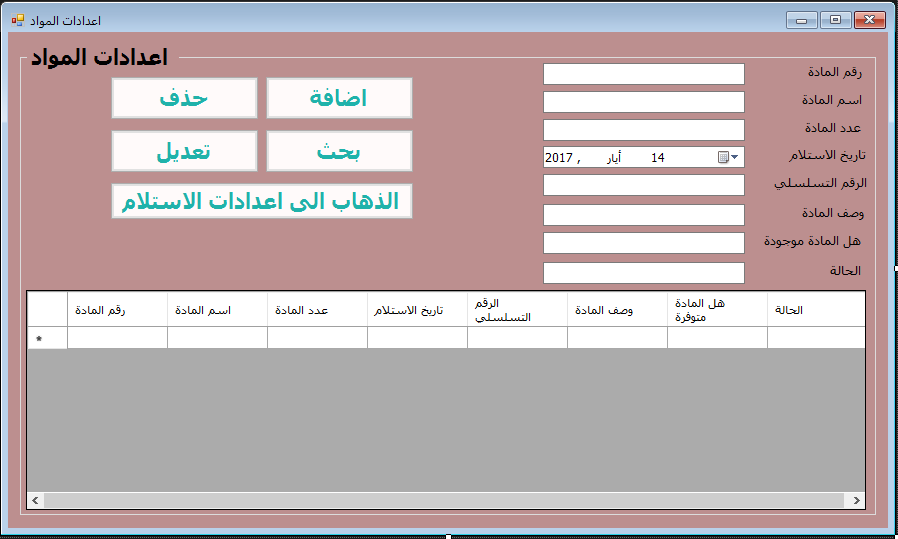 اعدادات المواد
اعدادات المواد
رقم المادة
اسم المادة
عدد المادة
تاريخ الاستلام
14 أيار , 2017
الرقم التسلسلي
وصف المادة
هل المادة موجودة
الحالة
اضافة
حذف
بحث
تعديل
الذهاب الى اعدادات الاستلام
رقم المادة
اسم المادة
عدد المادة
تاريخ الاستلام
الرقم
التسلسلي
وصف المادة
هل المادة
متوفرة
الحالة
*